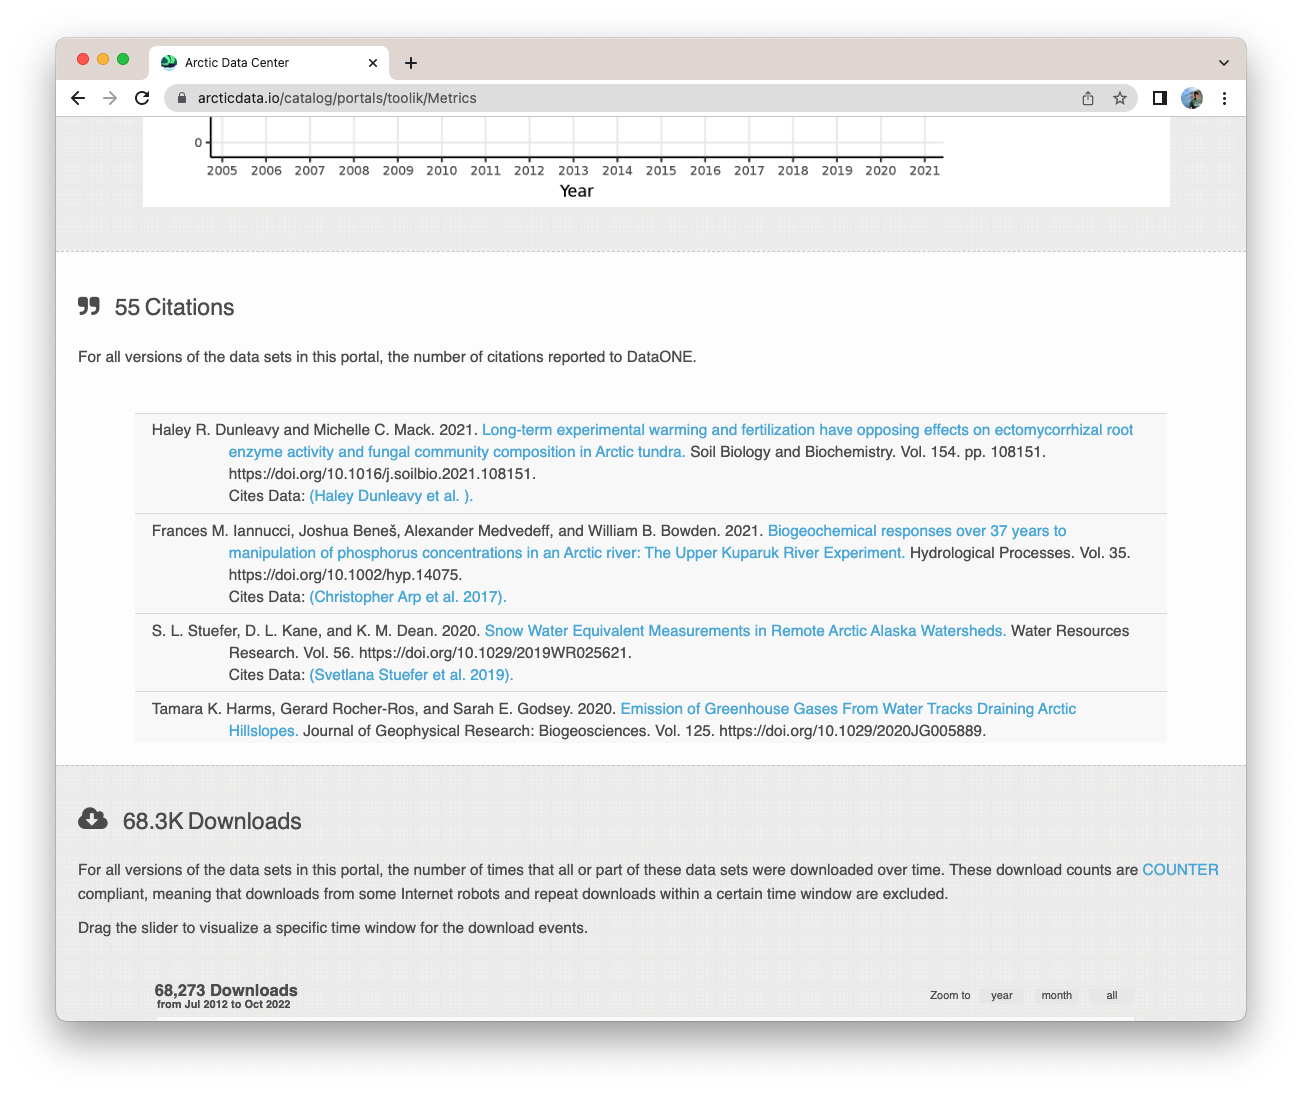 Arctic Data Center
arcticdata.io/catalog/portals/toolik/Metrics
0
2005 2006 2007 2008 2009 2010 2011 2012 2013 2014 2015 2016 2017 2018 2019 2020 2021
Year
55 Citations
For all versions of the data sets in this portal, the number of citations reported to DataONE.
Haley R. Dunleavy and Michelle C. Mack. 2021. Long-term experimental warming and fertilization have opposing effects on ectomycorrhizal root
enzyme activity and fungal community composition in Arctic tundra. Soil Biology and Biochemistry. Vol. 154. pp. 108151.
https://doi.org/10.1016/j.soilbio.2021.108151.
Cites Data: (Haley Dunleavy et al. ).
Frances M. Iannucci, Joshua Beneš, Alexander Medvedeff, and William B. Bowden. 2021. Biogeochemical responses over 37 years to
manipulation of phosphorus concentrations in an Arctic river: The Upper Kuparuk River Experiment. Hydrological Processes. Vol. 35.
https://doi.org/10.1002/hyp.14075.
Cites Data: (Christopher Arp et al. 2017).
S. L. Stuefer, D. L. Kane, and K. M. Dean. 2020. Snow Water Equivalent Measurements in Remote Arctic Alaska Watersheds. Water Resources
Research. Vol. 56. https://doi.org/10.1029/2019WR025621.
Cites Data: (Svetlana Stuefer et al. 2019).
Tamara K. Harms, Gerard Rocher-Ros, and Sarah E. Godsey. 2020. Emission of Greenhouse Gases From Water Tracks Draining Arctic
Hillslopes. Journal of Geophysical Research: Biogeosciences. Vol. 125. https://doi.org/10.1029/2020JG005889.
68.3K Downloads
For all versions of the data sets in this portal, the number of times that all or part of these data sets were downloaded over time. These download counts are COUNTER
compliant, meaning that downloads from some Internet robots and repeat downloads within a certain time window are excluded.
Drag the slider to visualize a specific time window for the download events.
68,273 Downloads
from Jul 2012 to Oct 2022
Zoom to year month all